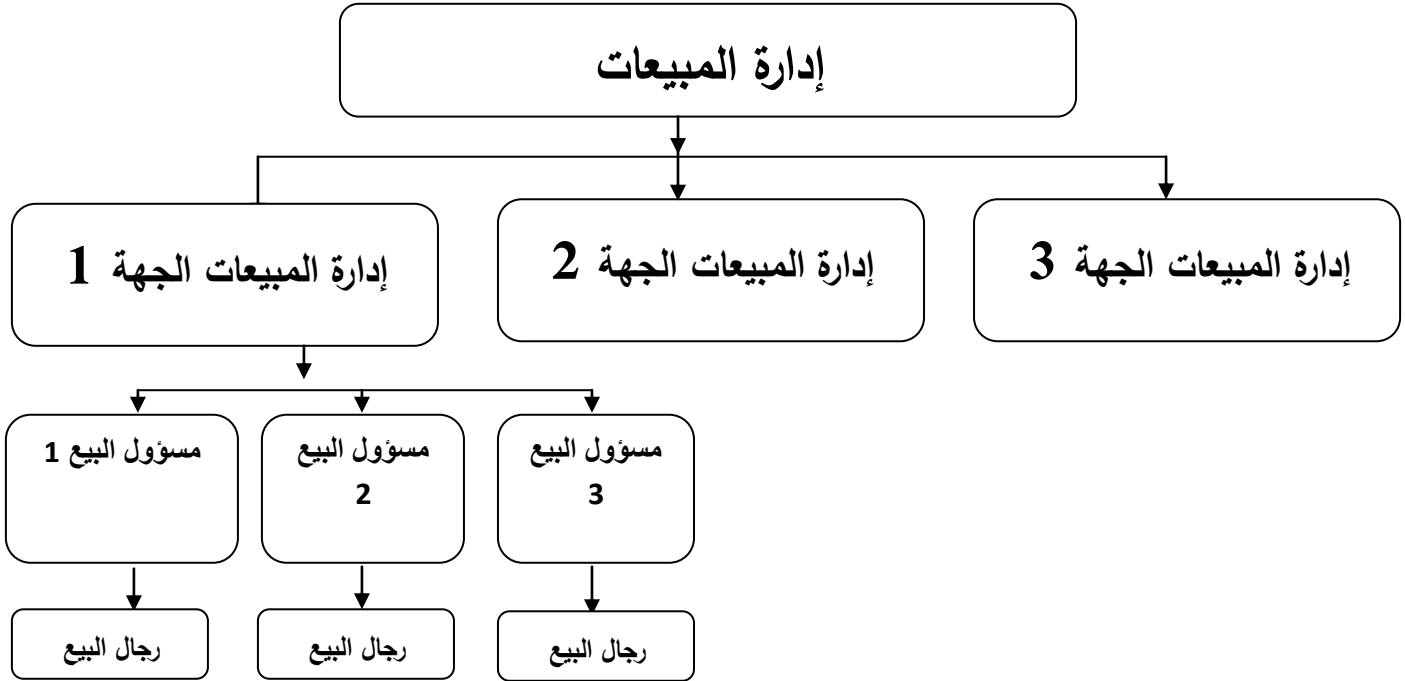 إدارة المبيعات
إدارة المبيعات الجهة 3
إدارة المبيعات الجهة 2
إدارة المبيعات الجهة 1
مسؤول البيع
3
مسؤول البيع
2
مسؤول البيع 1
رجال البيع
رجال البيع
رجال البيع